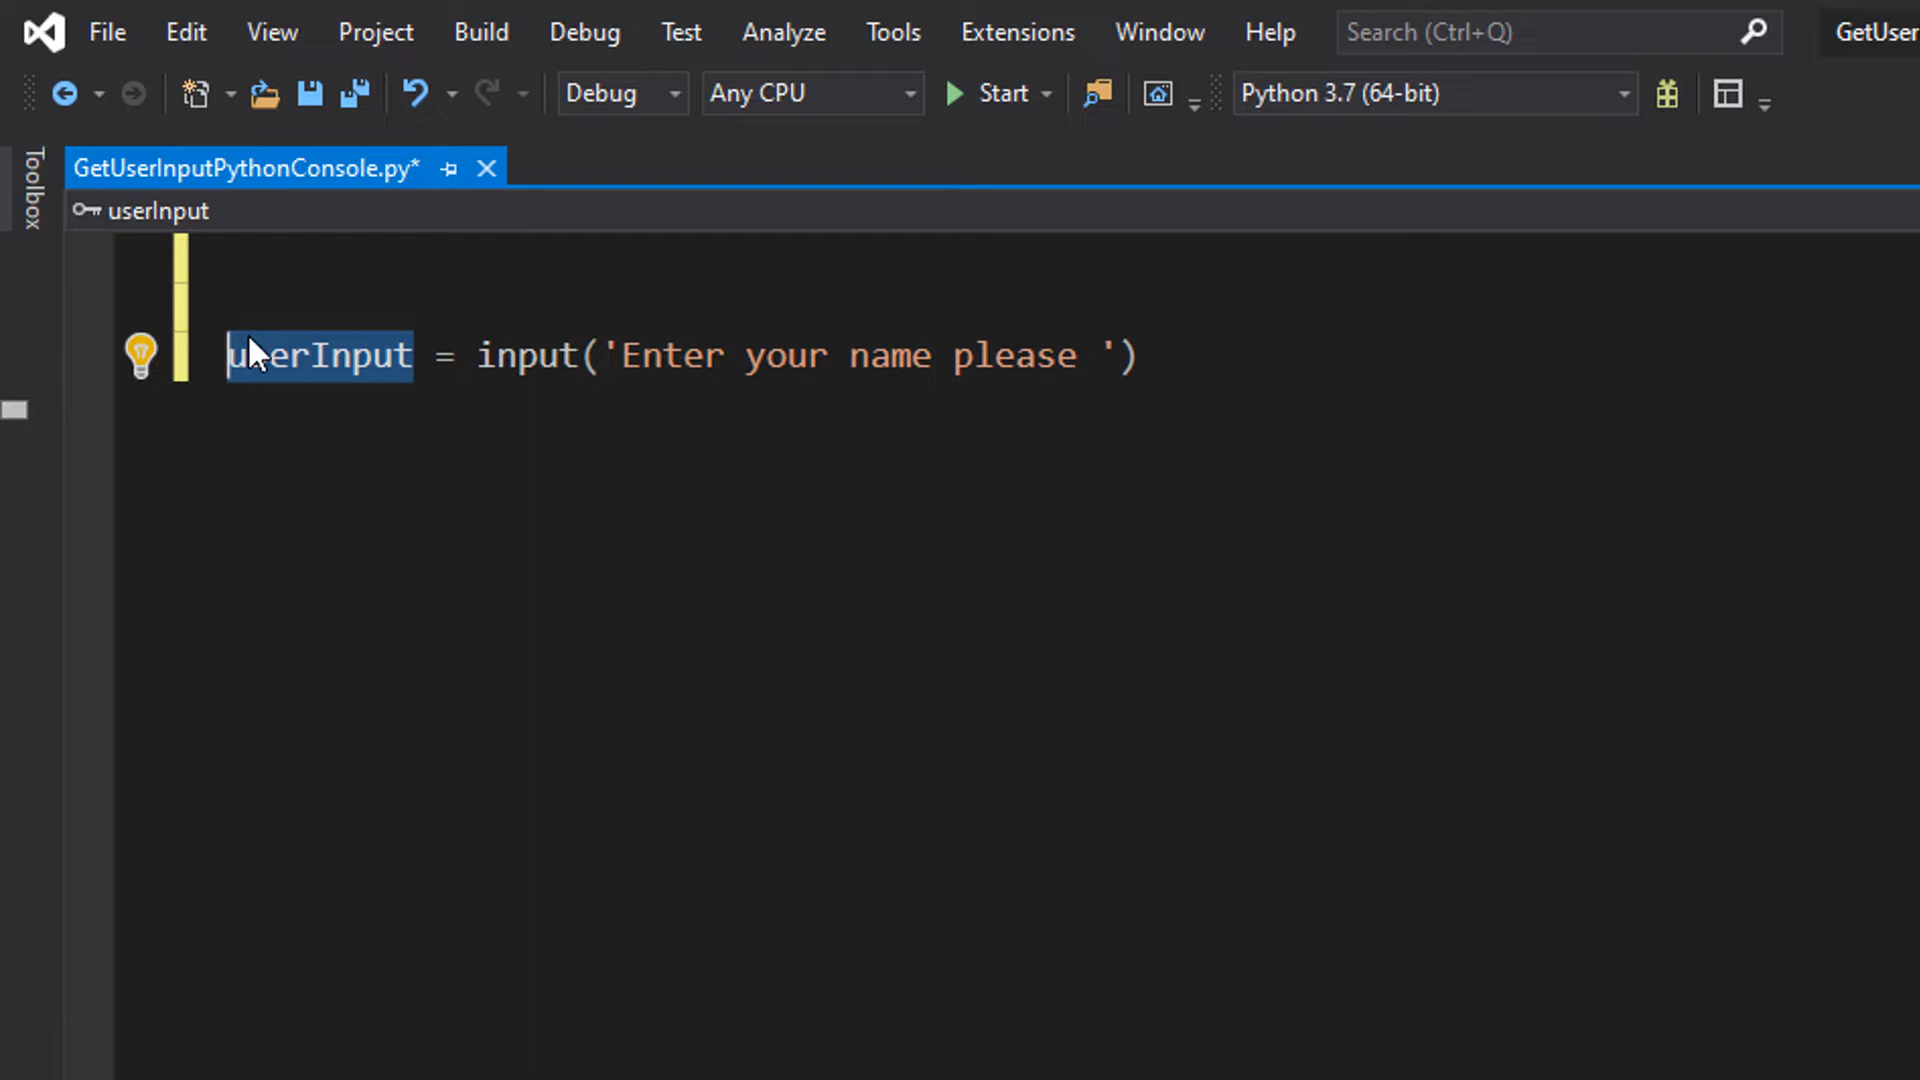 File Edit View Project Build Debug Test Analyze Tools Extensions Window Help Search (Ctrl+Q) GetUser
Debug Any CPU Start Python 3.7 (64-bit)
Toolbox
GetUserInputPythonConsole.py*
userInput
userInput = input('Enter your name please ')